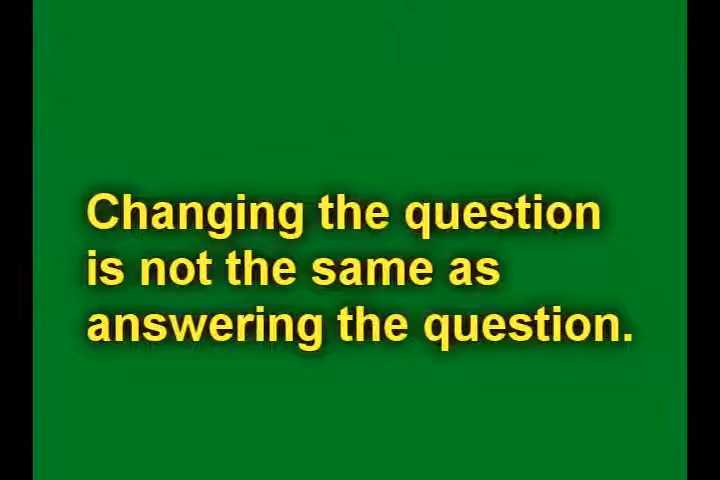 Changing the question
is not the same as
answering the question.